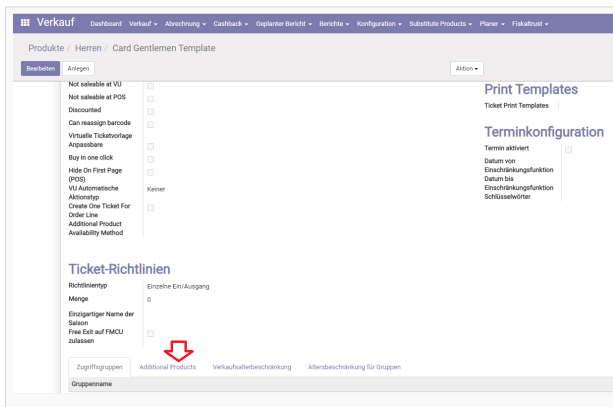 Verkauf Dashboard Verkauf Abrechnung Cashback Geplanter Bericht Berichte Konfiguration Substitute Products Planer Fiskaltrust
Produkte / Herren / Card Gentlemen Template
Bearbeiten Anlegen Aktion
Not saleable at VU
Not saleable at POS
Discounted
Can reassign barcode
Virtuelle Ticketvorlage
Anpassbare
Buy in one click
Hide On First Page
(POS)
VU Automatische Keiner
Aktionstyp
Create One Ticket For
Order Line
Additional Product
Availability Method
Print Templates
Ticket Print Templates
Terminkonfiguration
Termin aktiviert
Datum von
Einschränkungsfunktion
Datum bis
Einschränkungsfunktion
Schlüsselwörter
Ticket-Richtlinien
Richtlinientyp Einzelne Ein/Ausgang
Menge 0
Einzigartiger Name der
Saison
Free Exit auf FMCU
zulassen
Zugriffsgruppen Additional Products Verkaufsalterbeschränkung Altersbeschränkung für Gruppen
Gruppenname